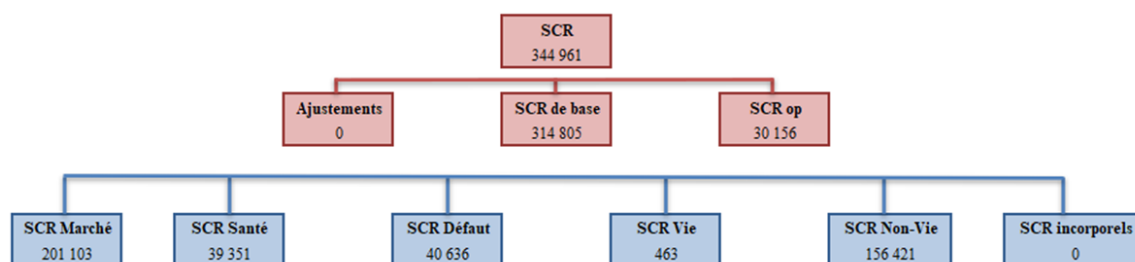 SCR
344 961
Ajustements
0
SCR de base
314 805
SCR op
30 156
SCR Marché
201 103
SCR Santé
39 351
SCR Défaut
40 636
SCR Vie
463
SCR Non-Vie
156 421
SCR incorporels
0